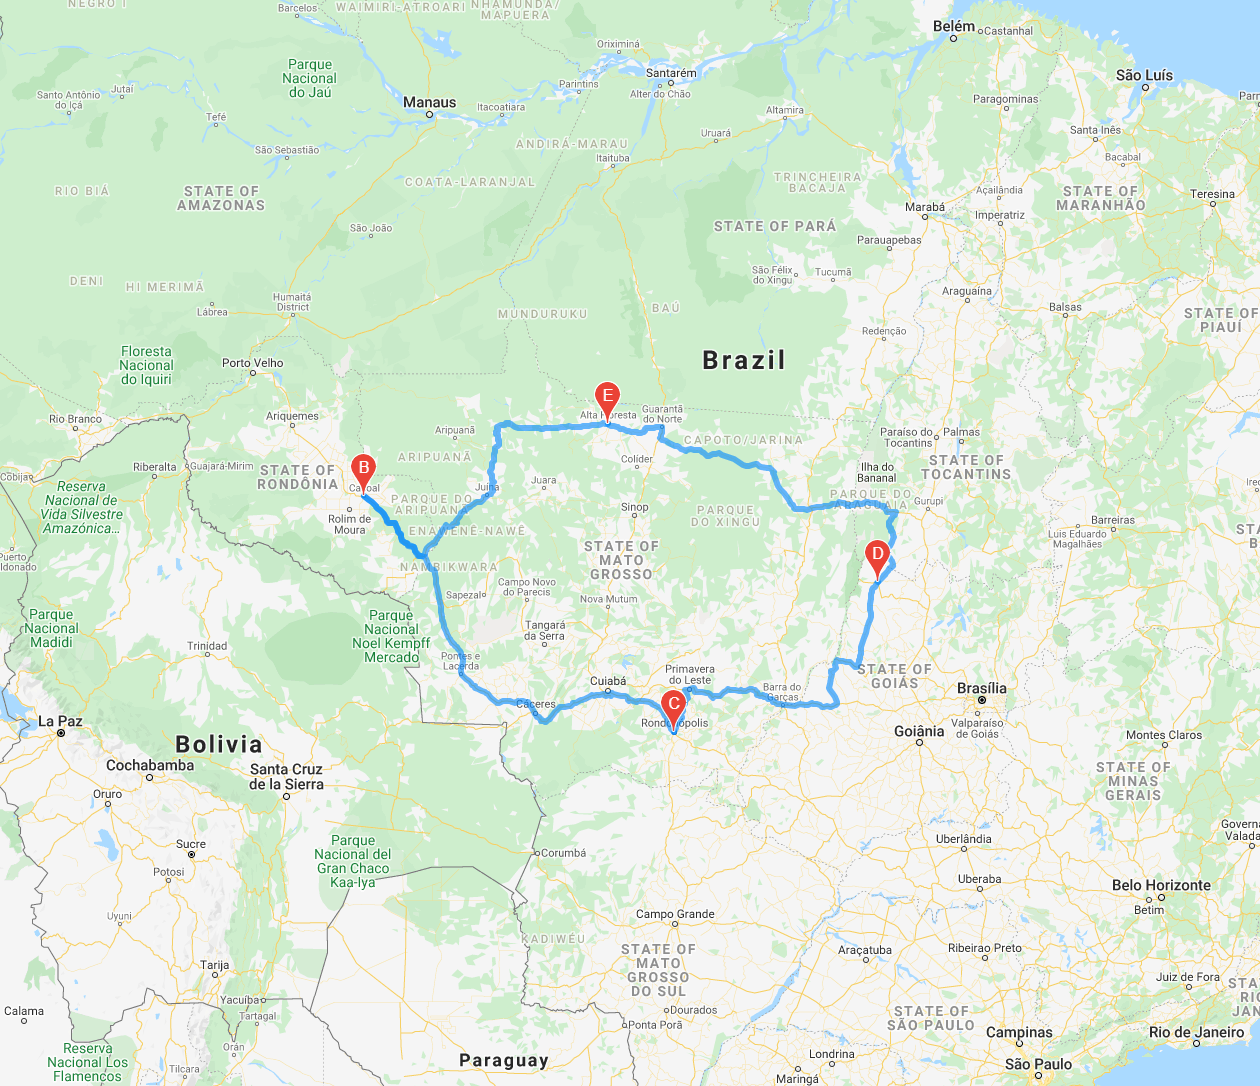 NEGRO I
Barcelos
WAIMIRI-ATROARI
NHAMUNDÁ/
MAPUERA
Belém
Castanhal
Oriximiná
Parque
Nacional
do Jaú
Santarém
Alter do Chão
São Luís
Parintins
Santo Antônio
do Içá
Jutaí
Manaus
Itacoatiara
Altamira
Paragominas
Tefé
Uruará
Santa Inês
São Sebastião
ANDIRÁ-MARAU
Itaituba
Bacabal
RIO BIÁ
STATE OF
AMAZONAS
COATA-LARANJAL
TRINCHEIRA
BACAJA
Açailândia
STATE OF
MARANHÃO
Teresina
Marabá
Imperatriz
São João
STATE OF PARÁ
Parauapebas
DENI
HI MERIMÃ
São Félix
do Xingu
Tucumã
Humaitá
District
Lábrea
MUNDURUKU
BAÚ
Araguaína
Balsas
STATE OF
PIAUÍ
Redenção
Floresta
Nacional
do Iquiri
Porto Velho
Brazil
E
Alta Floresta
Guarantã
do Norte
Rio Branco
Ariquemes
Aripuanã
CAPOTO/JARINA
Paraíso do
Tocantins
Palmas
Cobija
Riberalta
Guajará-Mirim
STATE OF
RONDÔNIA
B
Cacoal
ARIPUANÃ
Colíder
Ilha do
Bananal
STATE OF
TOCANTINS
Reserva
Nacional de
Vida Silvestre
Amazónica...
Juína
Juara
PARQUE DO
ARIPUANÃ
PARQUE DO
ARAGUAIA
Gurupi
Rolim de
Moura
Sinop
PARQUE
DO XINGU
Barreiras
ENAWENÊ-NAWÊ
Luís Eduardo
Magalhães
STATE OF
MATO
GROSSO
D
NAMBIKWARA
Sapezal
Campo Novo
do Parecis
Nova Mutum
Parque
Nacional
Madidi
Parque
Nacional
Noel Kempff
Mercado
Tangará
da Serra
Trinidad
Pontes e
Lacerda
Primavera
do Leste
STATE OF
GOIÁS
Cuiabá
Barra do
Garças
Brasília
Cáceres
C
Rondonópolis
Valparaíso
de Goiás
La Paz
Goiânia
Montes Claros
Bolivia
Cochabamba
Santa Cruz
de la Sierra
STATE OF
MINAS
GERAIS
Oruro
Sucre
Parque
Nacional del
Gran Chaco
Kaa-Iya
Corumbá
Uberlândia
Potosi
Uberaba
Belo Horizonte
Betim
Uyuni
Campo Grande
KADIWÉU
STATE OF
MATO
GROSSO
DO SUL
Araçatuba
Ribeirao Preto
Tarija
Juiz de Fora
Yacuíba
Tartagal
Calama
Dourados
Ponta Porã
STATE OF
SÃO PAULO
Campinas
Rio de Janeiro
Orán
Reserva
Nacional Los
Flamencos
Tilcara
Paraguay
Londrina
Maringá
São Paulo